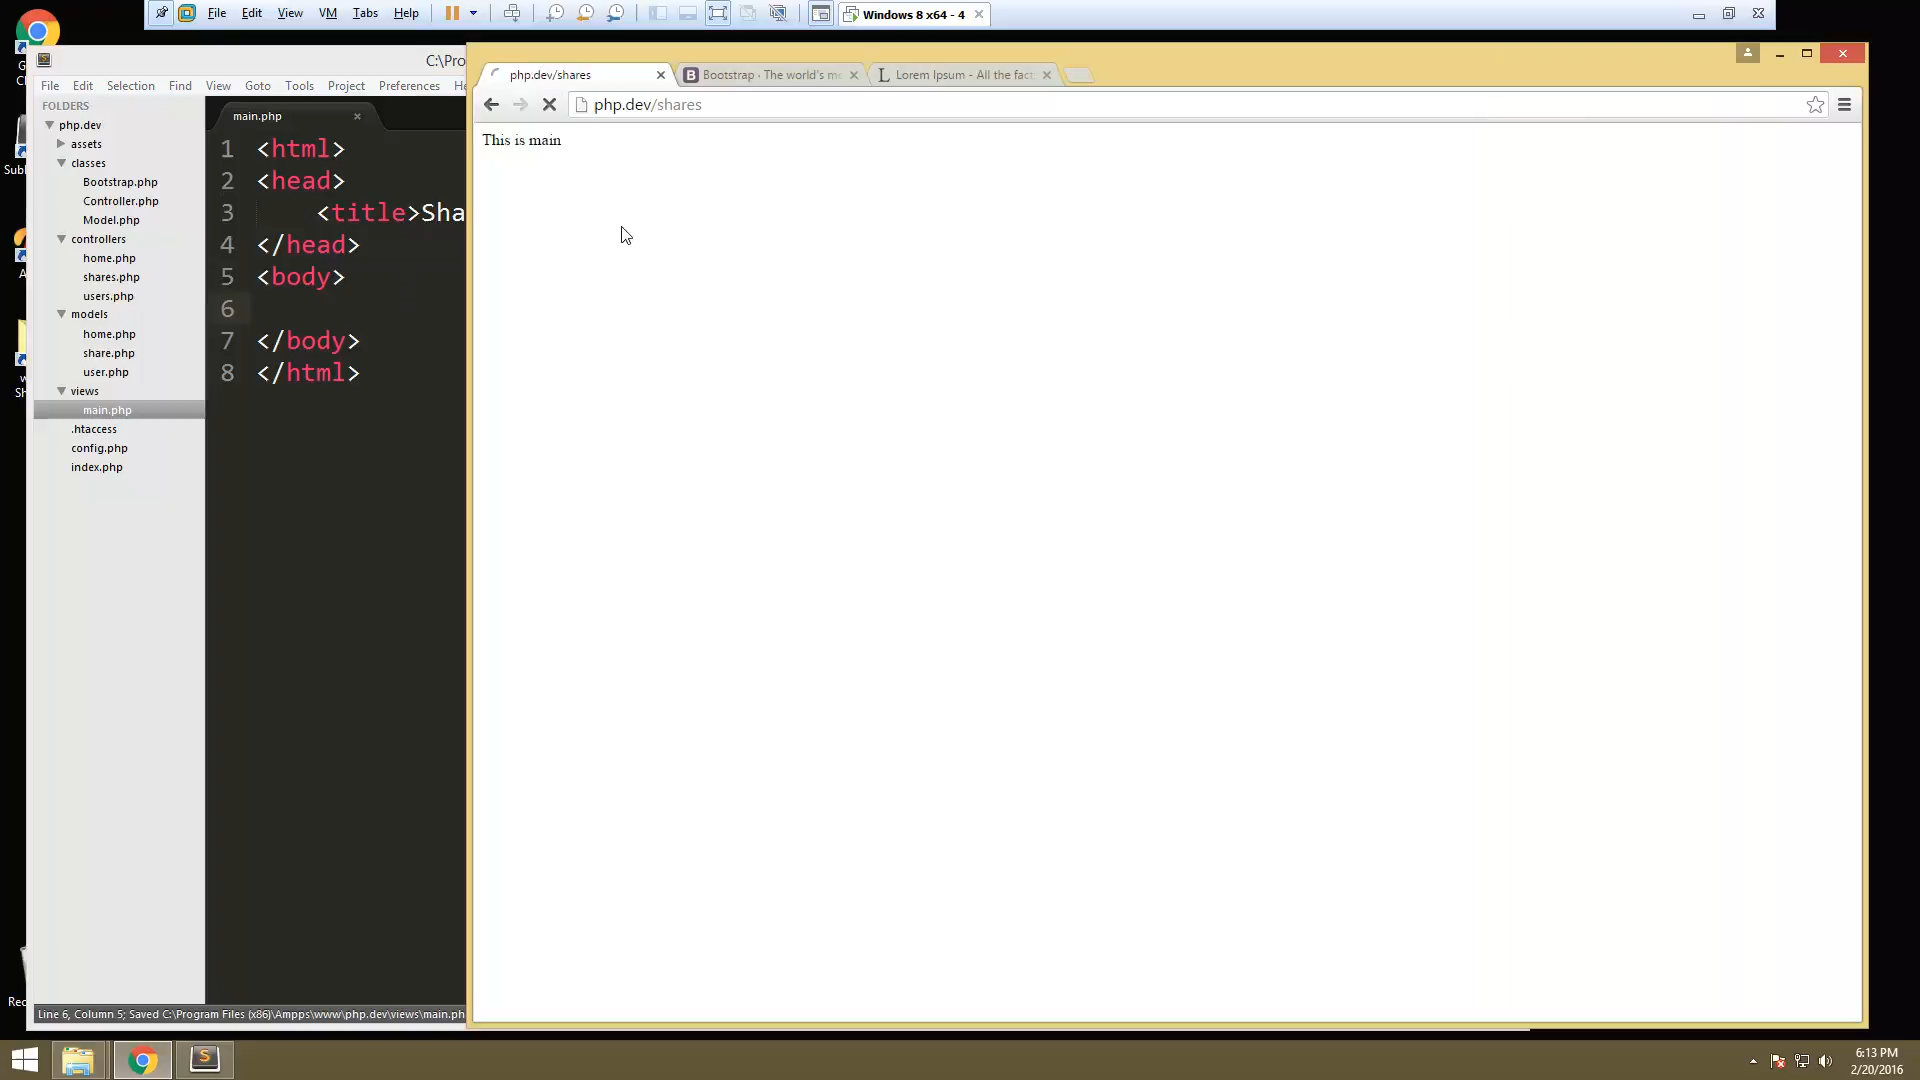 File Edit View VM Tabs Help
Windows 8 x64 - 4
C:\Pro
File Edit Selection Find View Goto Tools Project Preferences He
FOLDERS
php.dev
assets
classes
Bootstrap.php
Controller.php
Model.php
controllers
home.php
shares.php
users.php
models
home.php
share.php
user.php
views
main.php
.htaccess
config.php
index.php
main.php
1 <html>
2 <head>
3 <title>Sha
4 </head>
5 <body>
6
7 </body>
8 </html>
Line 6, Column 5; Saved C:\Program Files (x86)\Ampps\www\php.dev\views\main.ph
php.dev/shares
Bootstrap · The world's m
Lorem Ipsum - All the fact
php.dev/shares
This is main
6:13 PM
2/20/2016